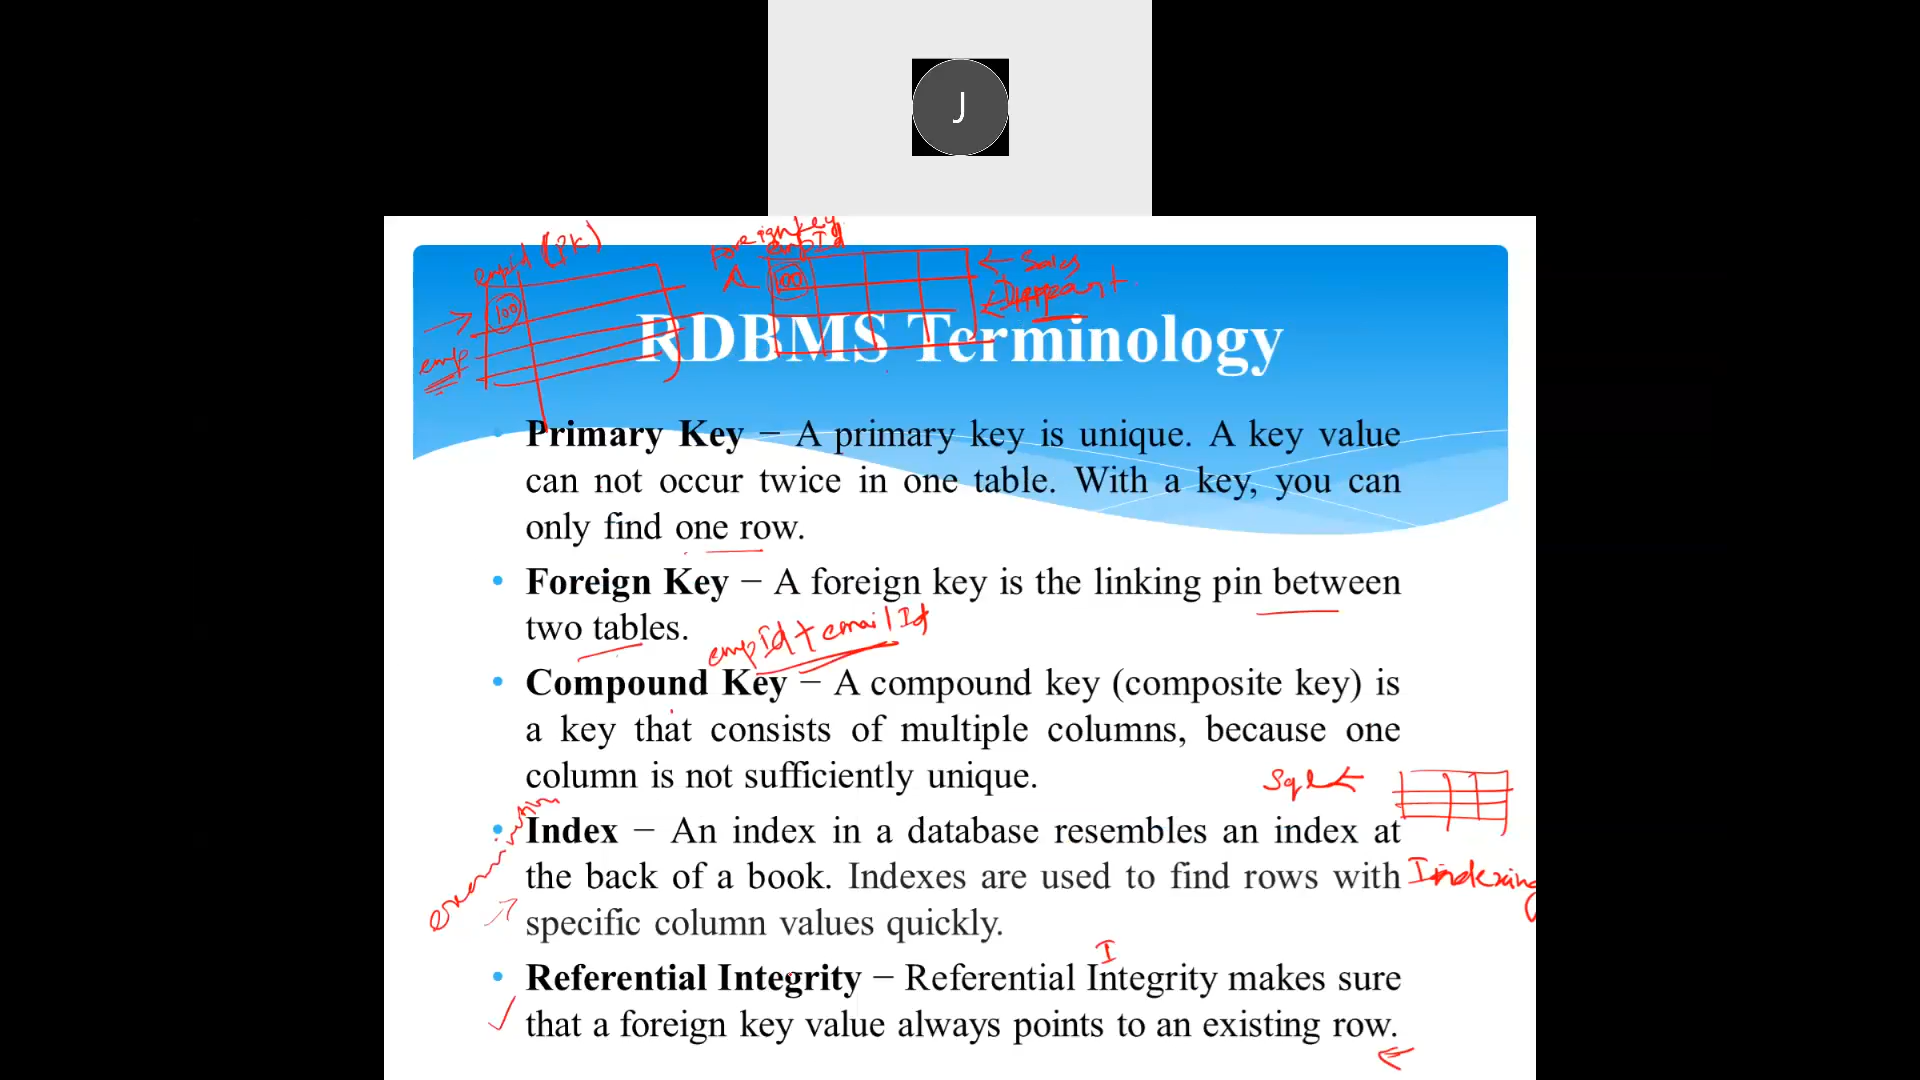 J
Foreign key
empid (PK)
empId
100
100
Sales
emp
RDBMS Terminology
• Primary Key − A primary key is unique. A key value
can not occur twice in one table. With a key, you can
only find one row.
• Foreign Key − A foreign key is the linking pin between
two tables.
empId + email Id
• Compound Key − A compound key (composite key) is
a key that consists of multiple columns, because one
column is not sufficiently unique.
Sql
• Index − An index in a database resembles an index at
the back of a book. Indexes are used to find rows with
Indexing
specific column values quickly.
I
• Referential Integrity − Referential Integrity makes sure
that a foreign key value always points to an existing row.